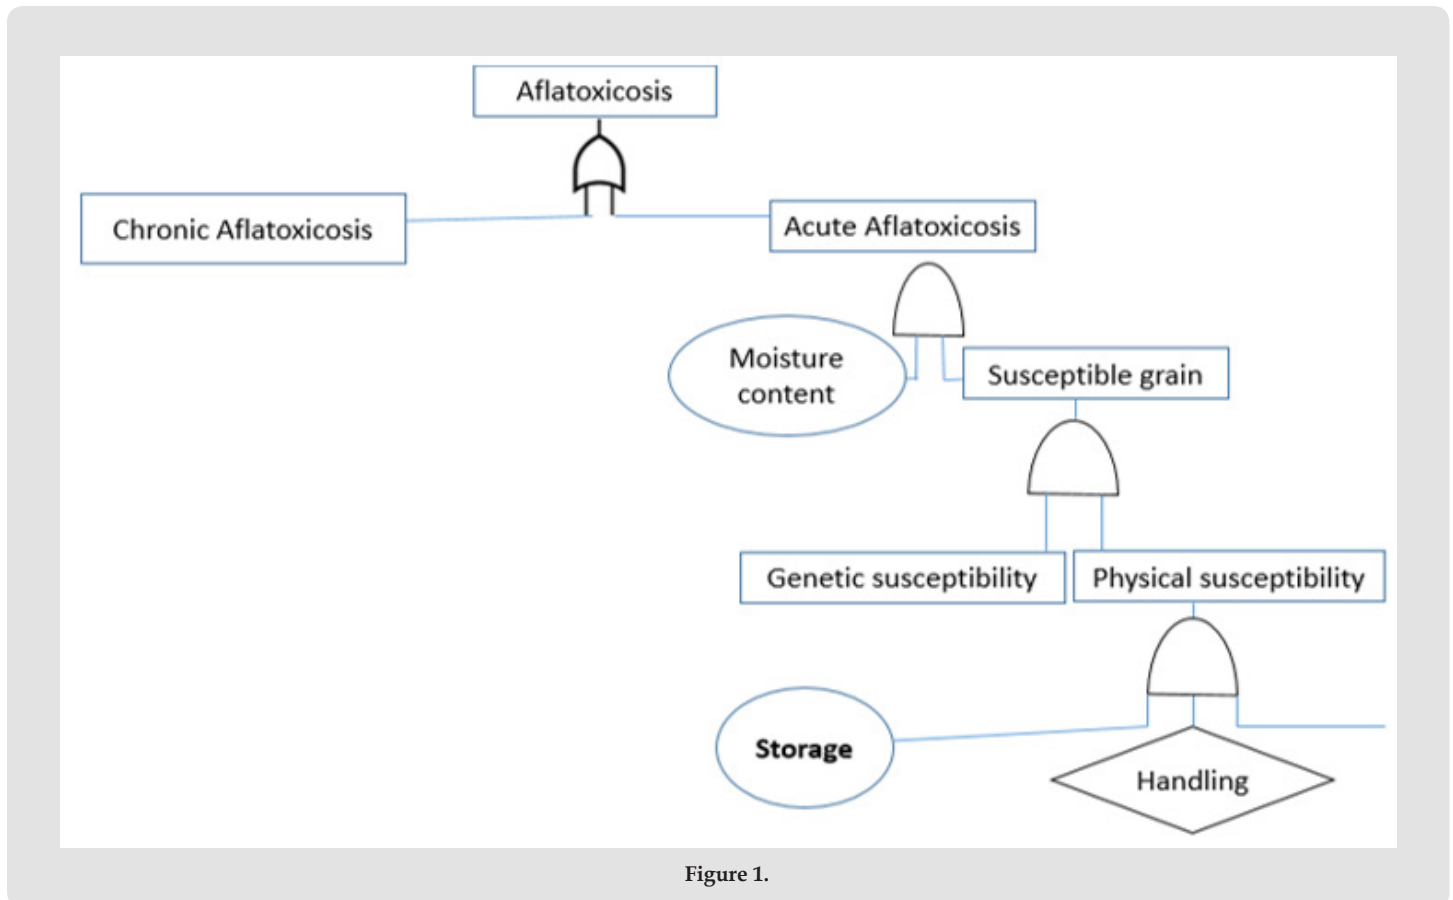 Aflatoxicosis
Chronic Aflatoxicosis
Acute Aflatoxicosis
Moisture
content
Susceptible grain
Genetic susceptibility
Physical susceptibility
Storage
Handling
Figure 1.